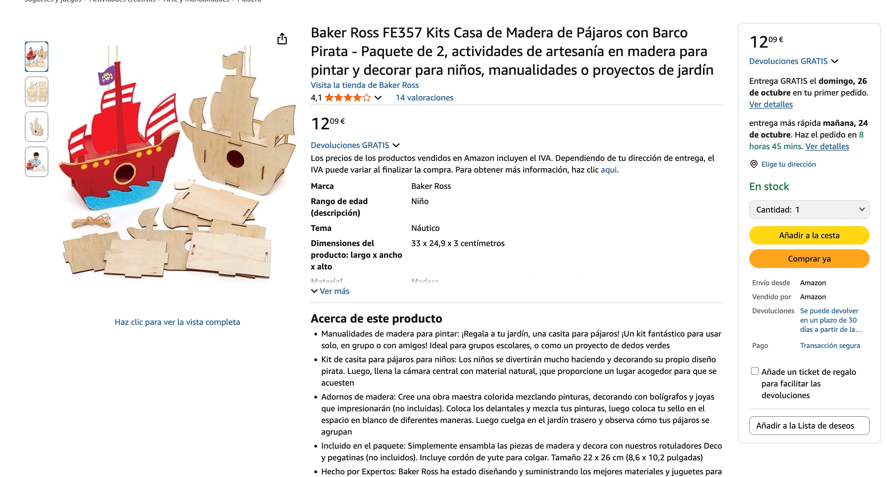 Juguetes y juegos › Actividades creativas › Arte y manualidades › Madera
Baker Ross FE357 Kits Casa de Madera de Pájaros con Barco
Pirata - Paquete de 2, actividades de artesanía en madera para
pintar y decorar para niños, manualidades o proyectos de jardín
Visita la tienda de Baker Ross
4,1 14 valoraciones
12,09 €
Devoluciones GRATIS
Los precios de los productos vendidos en Amazon incluyen el IVA. Dependiendo de tu dirección de entrega, el
IVA puede variar al finalizar la compra. Para obtener más información, haz clic aquí.
Marca Baker Ross
Rango de edad Niño
(descripción)
Tema Náutico
Dimensiones del 33 x 24,9 x 3 centímetros
producto: largo x ancho
x alto
Material Madera
Ver más
Haz clic para ver la vista completa
Acerca de este producto
Manualidades de madera para pintar: ¡Regala a tu jardín, una casita para pájaros! ¡Un kit fantástico para usar
solo, en grupo o con amigos! Ideal para grupos escolares, o como un proyecto de dedos verdes
Kit de casita para pájaros para niños: Los niños se divertirán mucho haciendo y decorando su propio diseño
pirata. Luego, llena la cámara central con material natural, ¡que proporcione un lugar acogedor para que se
acuesten
Adornos de madera: Cree una obra maestra colorida mezclando pinturas, decorando con bolígrafos y joyas
que impresionarán (no incluidas). Coloca los delantales y mezcla tus pinturas, luego coloca tu sello en el
espacio en blanco de diferentes maneras. Luego cuelga en el jardín trasero y observa cómo tus pájaros se
agrupan
Incluido en el paquete: Simplemente ensambla las piezas de madera y decora con nuestros rotuladores Deco
y pegatinas (no incluidos). Incluye cordón de yute para colgar. Tamaño 22 x 26 cm (8,6 x 10,2 pulgadas)
Hecho por Expertos: Baker Ross ha estado diseñando y suministrando los mejores materiales y juguetes para
12,09 €
Devoluciones GRATIS
Entrega GRATIS el domingo, 26
de octubre en tu primer pedido.
Ver detalles
entrega más rápida mañana, 24
de octubre. Haz el pedido en 8
horas 45 mins. Ver detalles
Elige tu dirección
En stock
Cantidad: 1
Añadir a la cesta
Comprar ya
Envío desde Amazon
Vendido por Amazon
Devoluciones Se puede devolver
en un plazo de 30
días a partir de la...
Pago Transacción segura
Añade un ticket de regalo
para facilitar las
devoluciones
Añadir a la Lista de deseos